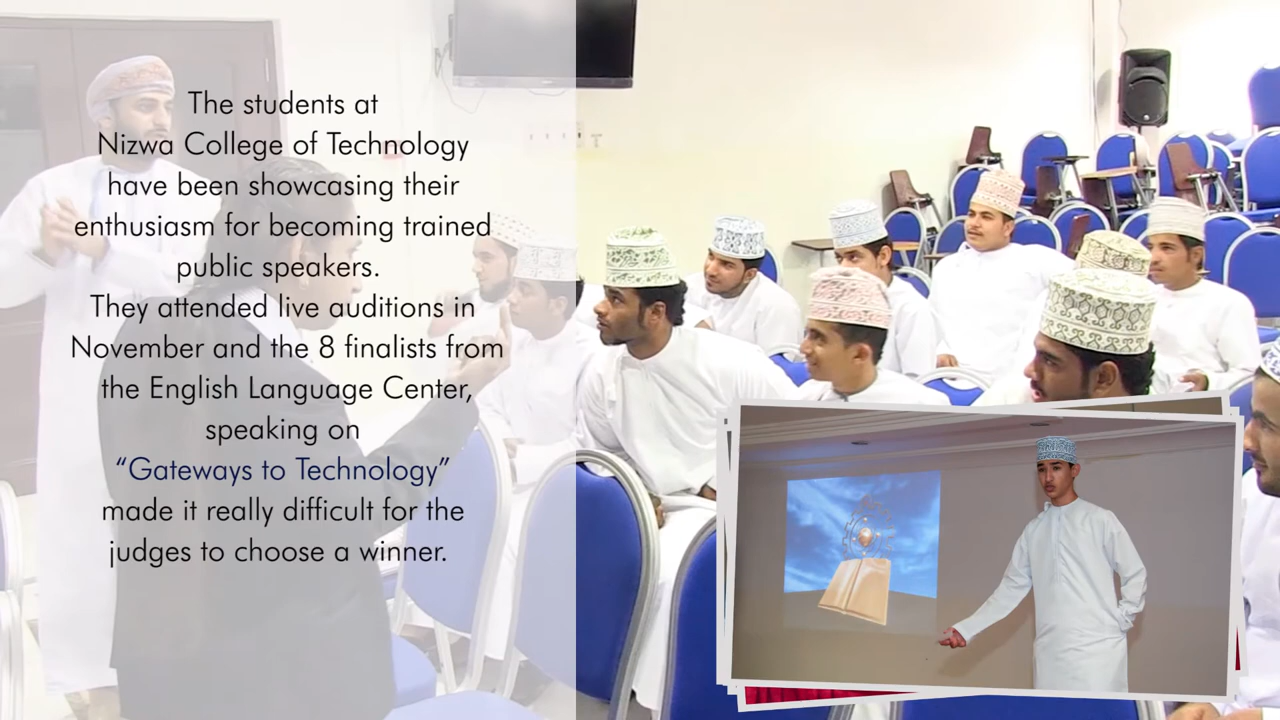 The students at
Nizwa College of Technology
have been showcasing their
enthusiasm for becoming trained
public speakers.
They attended live auditions in
November and the 8 finalists from
the English Language Center,
speaking on
“Gateways to Technology”
made it really difficult for the
judges to choose a winner.